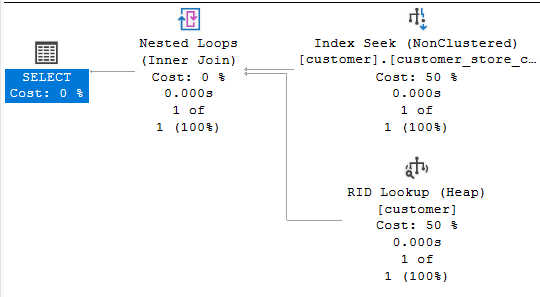 SELECT
Cost: 0 %
Nested Loops
(Inner Join)
Cost: 0 %
0.000s
1 of
1 (100%)
Index Seek (NonClustered)
[customer].[customer_store_c…
Cost: 50 %
0.000s
1 of
1 (100%)
RID Lookup (Heap)
[customer]
Cost: 50 %
0.000s
1 of
1 (100%)